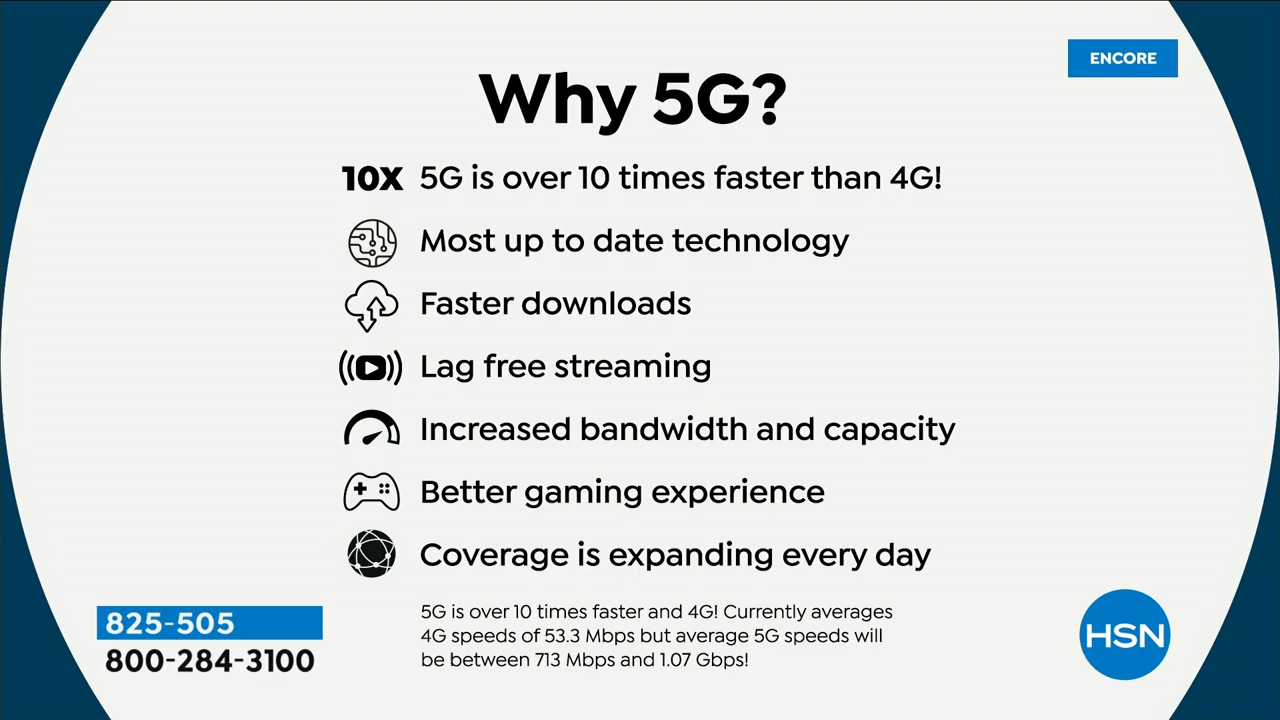 ENCORE
Why 5G?
10X 5G is over 10 times faster than 4G!
Most up to date technology
Faster downloads
Lag free streaming
Increased bandwidth and capacity
Better gaming experience
Coverage is expanding every day
5G is over 10 times faster and 4G! Currently averages
4G speeds of 53.3 Mbps but average 5G speeds will
be between 713 Mbps and 1.07 Gbps!
825-505
800-284-3100
HSN